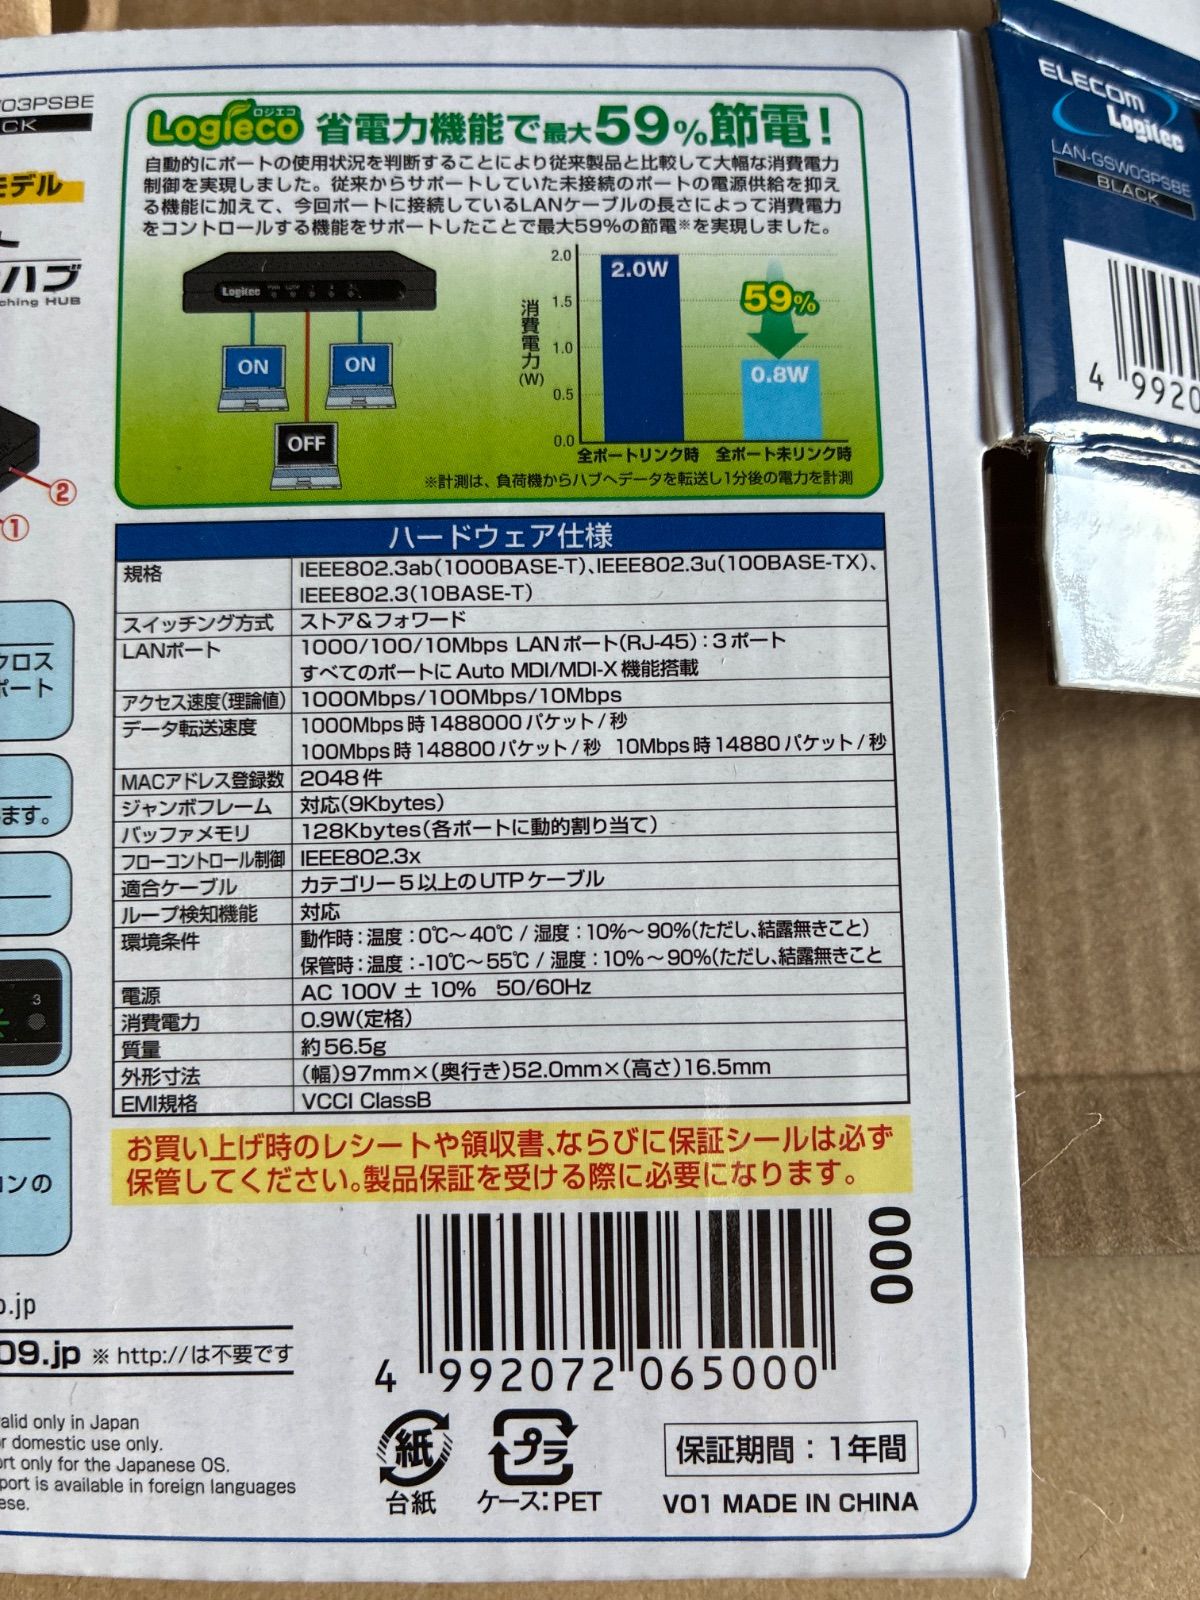 W03PSBE
CK
モデル
ト
ハブ
ching HUB
Logieco ロジエコ 省電力機能で最大59%節電!
自動的にポートの使用状況を判断することにより従来製品と比較して大幅な消費電力
制御を実現しました。従来からサポートしていた未接続のポートの電源供給を抑え
る機能に加えて、今回ポートに接続しているLANケーブルの長さによって消費電力
をコントロールする機能をサポートしたことで最大59%の節電※を実現しました。
Logitec
ON
ON
OFF
消費電力(W)
2.0
1.5
1.0
0.5
0.0
2.0W
59%
0.8W
全ポートリンク時 全ポート未リンク時
※計測は、負荷機からハブへデータを転送し1分後の電力を計測
②
①
ハードウェア仕様
規格 IEEE802.3ab(1000BASE-T)、IEEE802.3u(100BASE-TX)、
IEEE802.3(10BASE-T)
スイッチング方式 ストア&フォワード
LANポート 1000/100/10Mbps LANポート(RJ-45):3ポート
すべてのポートに Auto MDI/MDI-X 機能搭載
アクセス速度(理論値) 1000Mbps/100Mbps/10Mbps
データ転送速度 1000Mbps時1488000パケット/秒
100Mbps時148800パケット/秒 10Mbps時14880パケット/秒
MACアドレス登録数 2048件
ジャンボフレーム 対応(9Kbytes)
バッファメモリ 128Kbytes(各ポートに動的割り当て)
フローコントロール制御 IEEE802.3x
適合ケーブル カテゴリー5以上のUTPケーブル
ループ検知機能 対応
環境条件 動作時:温度:0℃~40℃/湿度:10%~90%(ただし、結露無きこと)
保管時:温度:-10℃~55℃/湿度:10%~90%(ただし、結露無きこと
電源 AC 100V ± 10% 50/60Hz
消費電力 0.9W(定格)
質量 約56.5g
外形寸法 (幅)97mm×(奥行き)52.0mm×(高さ)16.5mm
EMI規格 VCCI ClassB
クロス
ポート
ます。
3
ンの
お買い上げ時のレシートや領収書、ならびに保証シールは必ず
保管してください。製品保証を受ける際に必要になります。
000
4 992072 065000
o.jp
09.jp ※ http://は不要です
alid only in Japan
r domestic use only.
ort only for the Japanese OS.
port is available in foreign languages
ese.
紙
台紙
プラ
ケース:PET
保証期間:1年間
V01 MADE IN CHINA
ELECOM
Logitec
LAN-GSW03PSBE
BLACK
4 9920